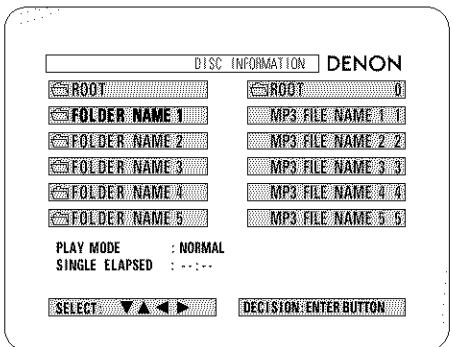 DISC INFORMATION DENON
ROOT
FOLDER NAME 1
FOLDER NAME 2
FOLDER NAME 3
FOLDER NAME 4
FOLDER NAME 5
ROOT 0
MP3 FILE NAME 1 1
MP3 FILE NAME 2 2
MP3 FILE NAME 3 3
MP3 FILE NAME 4 4
MP3 FILE NAME 5 5
PLAY MODE : NORMAL
SINGLE ELAPSED : --:--
SELECT: ▼▲◀▶
DECISION:ENTER BUTTON